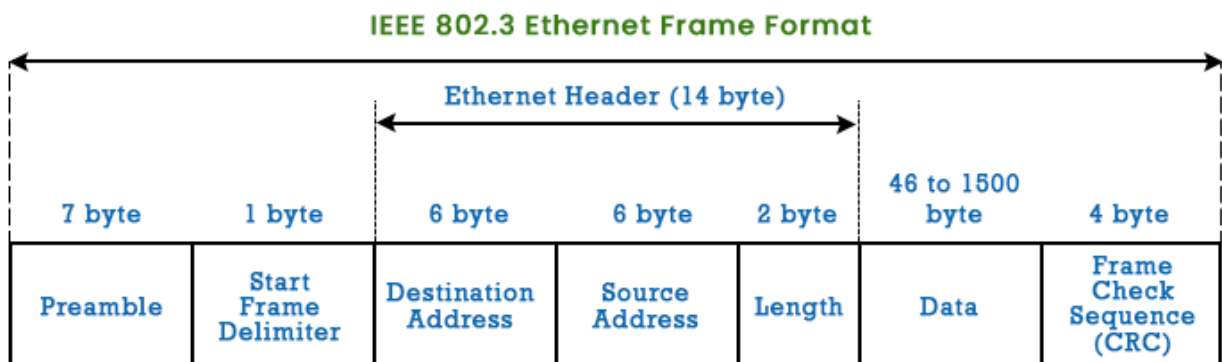 IEEE 802.3 Ethernet Frame Format
Ethernet Header (14 byte)
7 byte
1 byte
6 byte
6 byte
2 byte
46 to 1500
byte
4 byte
Preamble
Start
Frame
Delimiter
Destination
Address
Source
Address
Length
Data
Frame
Check
Sequence
(CRC)